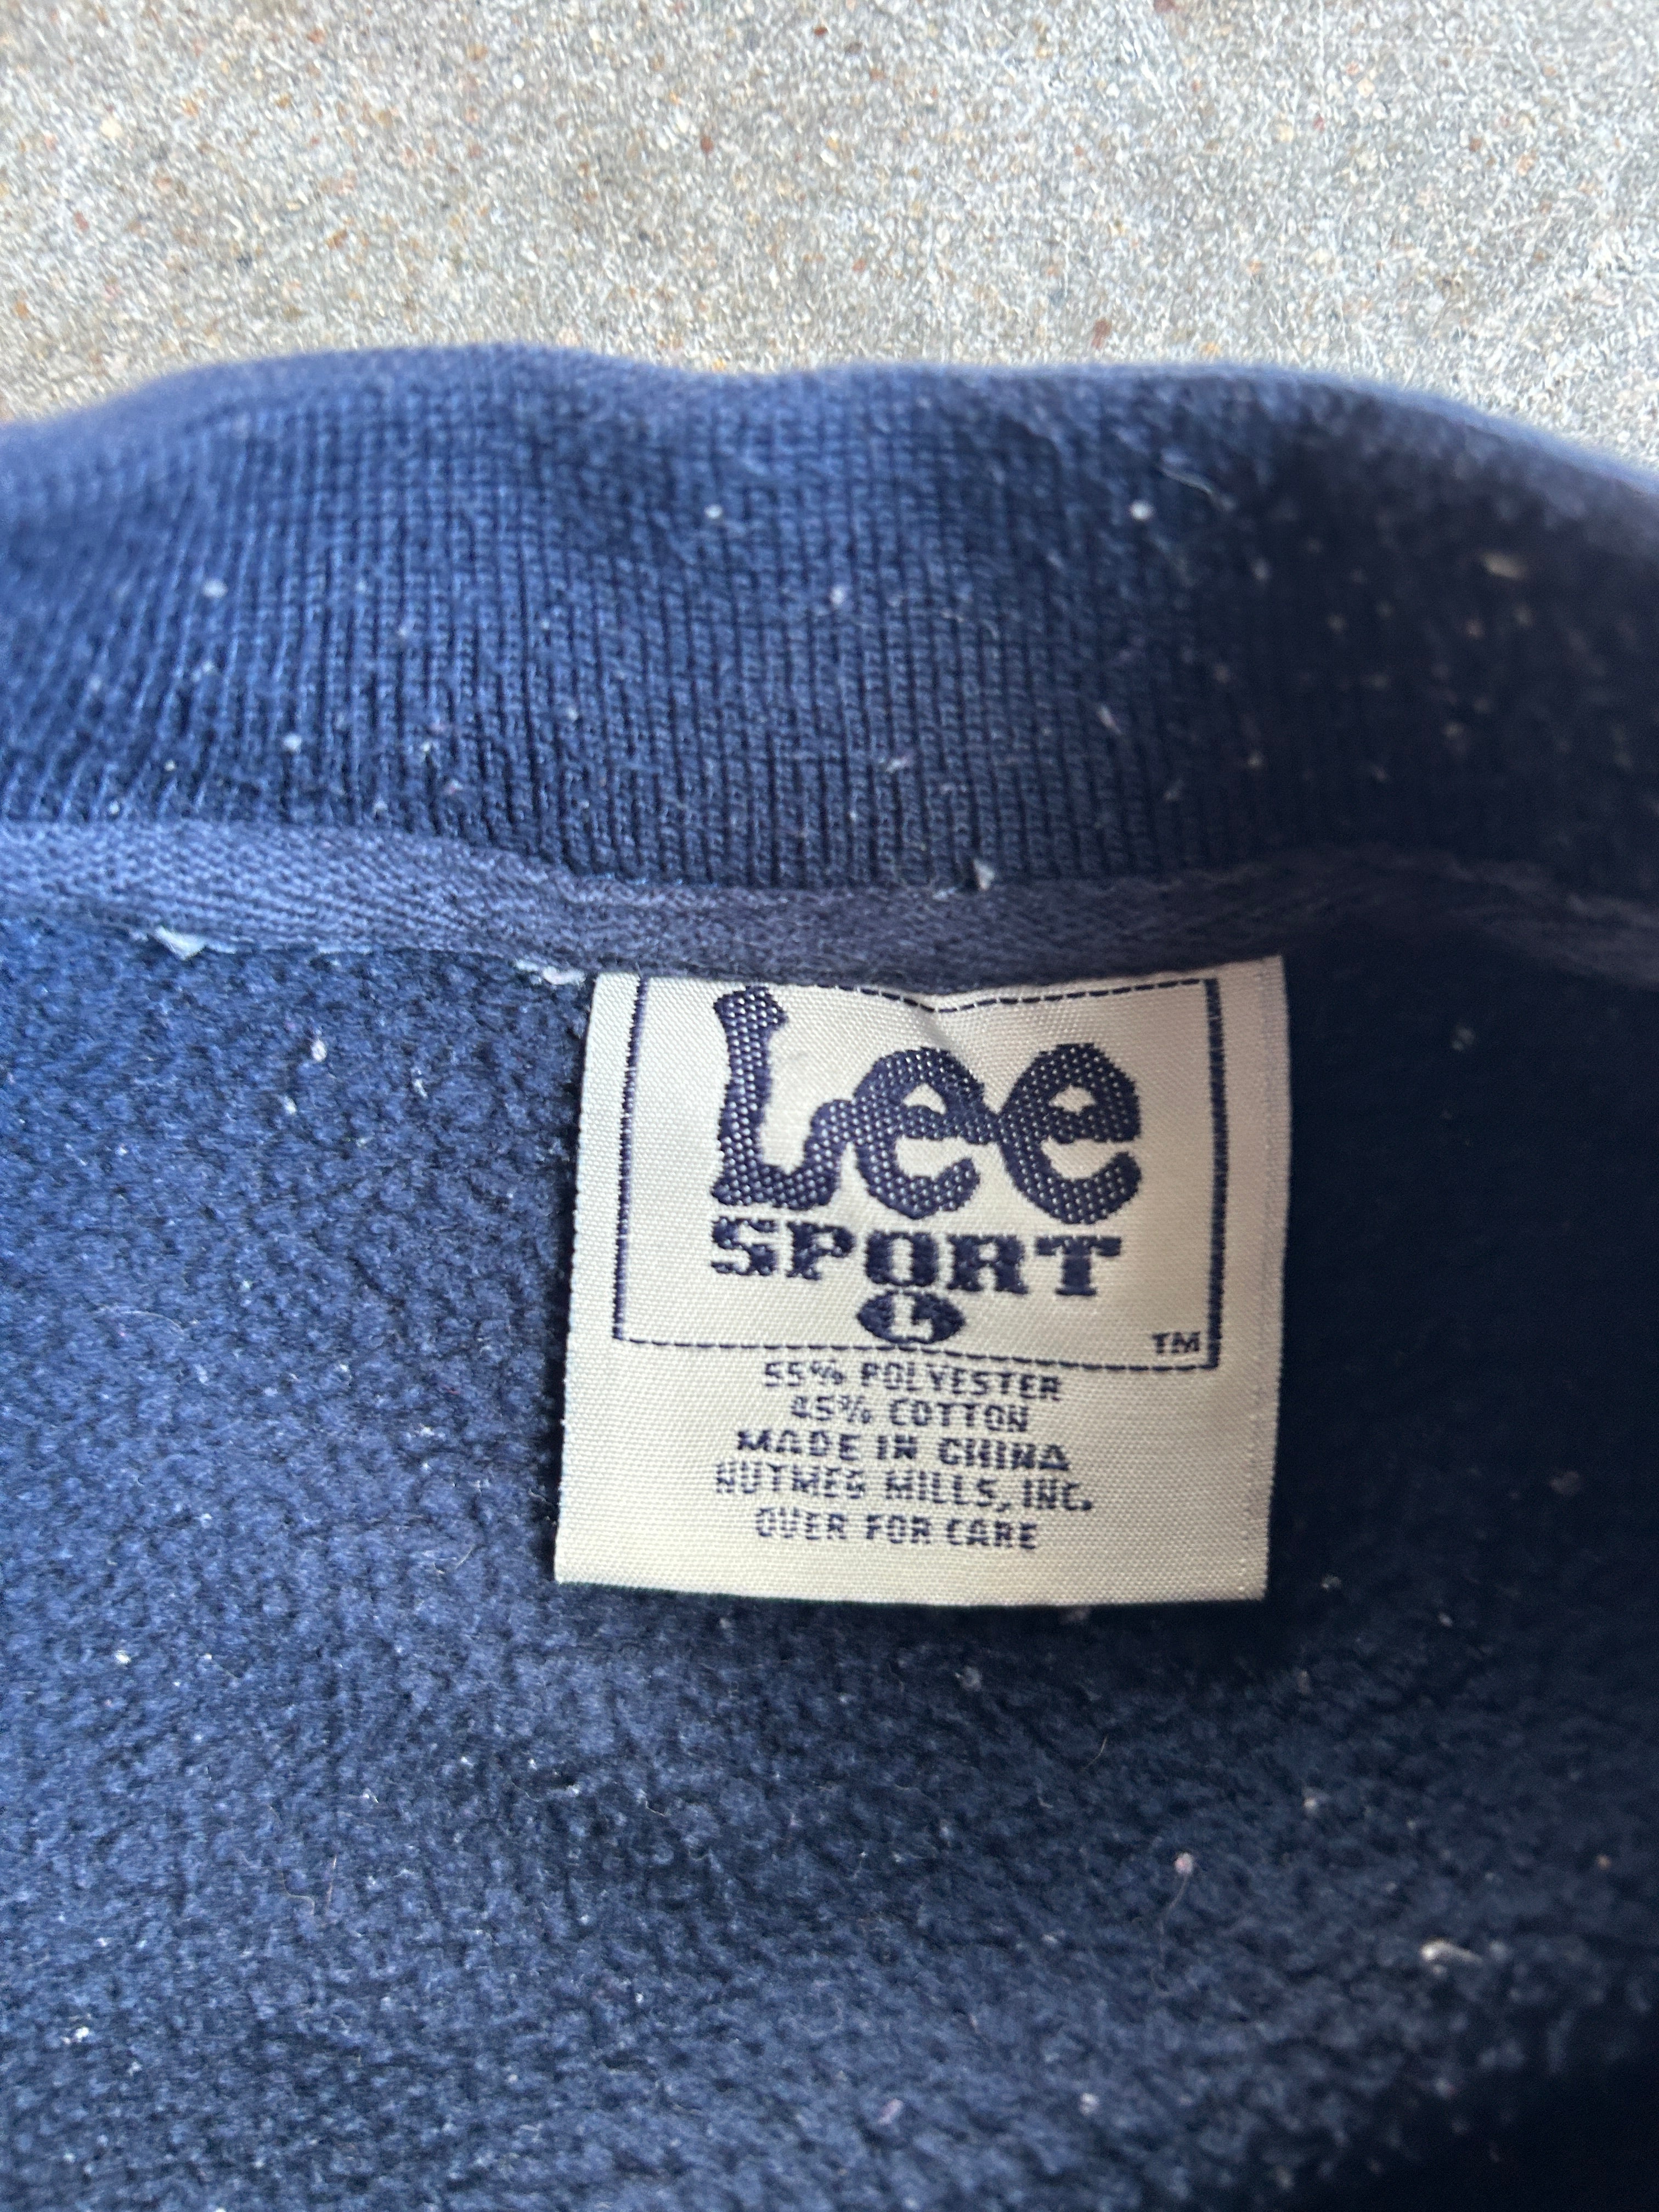 Lee
SPORT
L
TM
55% POLYESTER
45% COTTON
MADE IN CHINA
NUTMEG MILLS, INC.
OVER FOR CARE